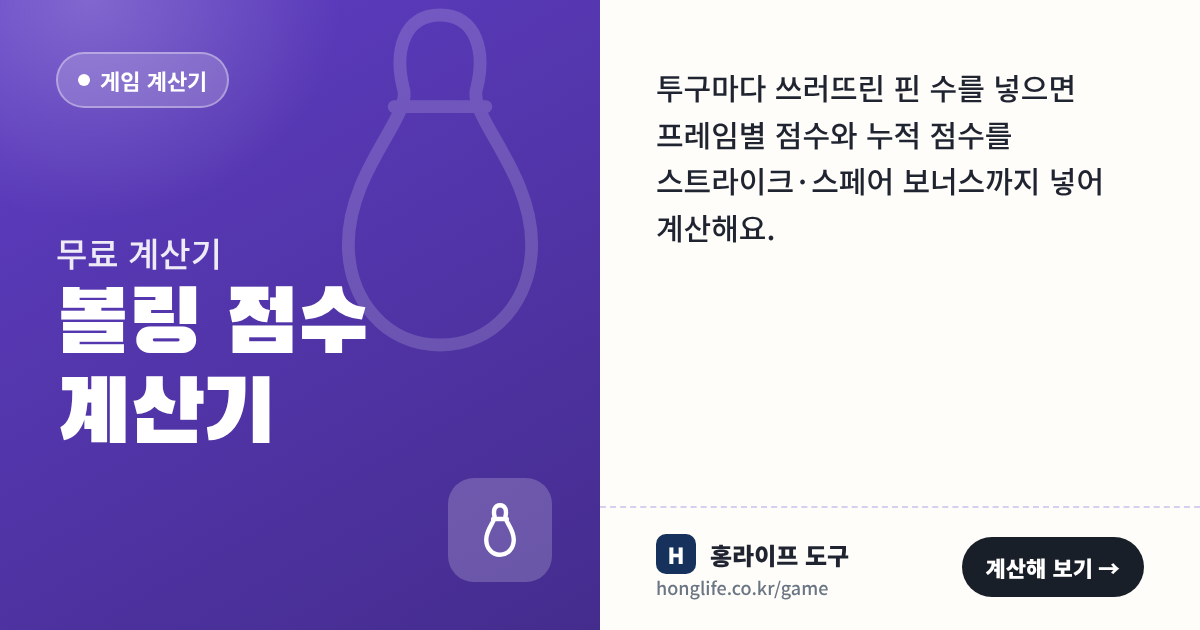 게임 계산기
무료 계산기
볼링 점수
계산기
투구마다 쓰러뜨린 핀 수를 넣으면
프레임별 점수와 누적 점수를
스트라이크·스페어 보너스까지 넣어
계산해요.
H 홍라이프 도구
honglife.co.kr/game
계산해 보기 →